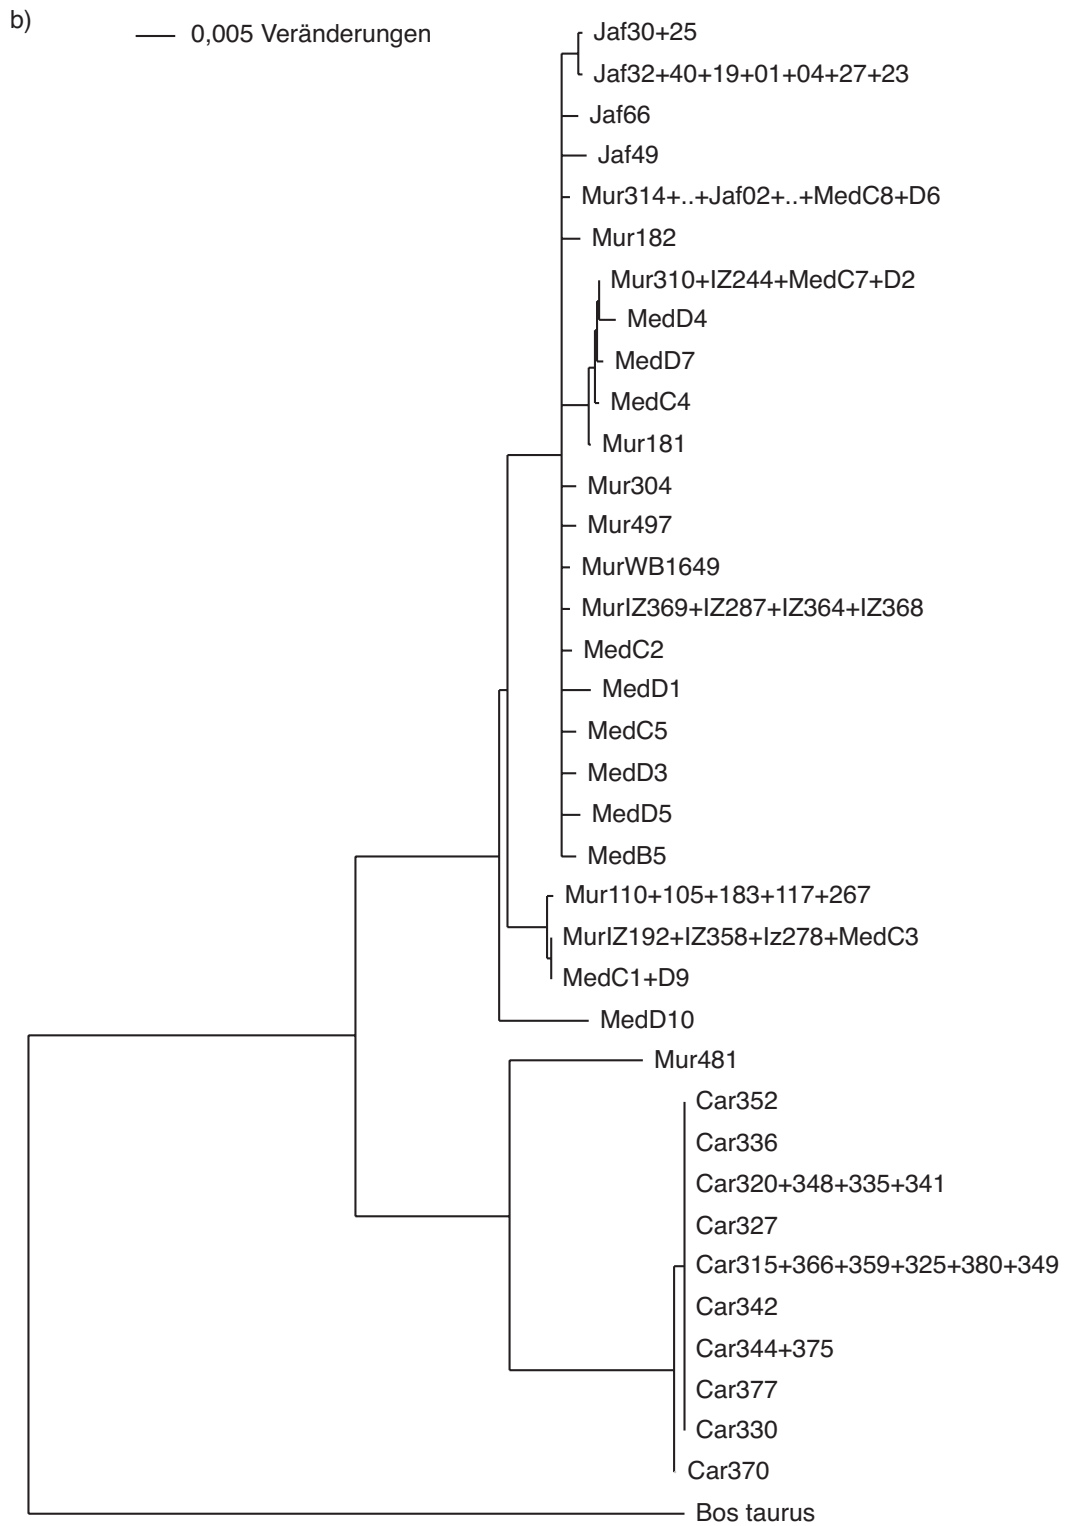 b)
0,005 Veränderungen
Jaf30+25
Jaf32+40+19+01+04+27+23
Jaf66
Jaf49
Mur314+..+Jaf02+..+MedC8+D6
Mur182
Mur310+IZ244+MedC7+D2
MedD4
MedD7
MedC4
Mur181
Mur304
Mur497
MurWB1649
MurIZ369+IZ287+IZ364+IZ368
MedC2
MedD1
MedC5
MedD3
MedD5
MedB5
Mur110+105+183+117+267
MurIZ192+IZ358+Iz278+MedC3
MedC1+D9
MedD10
Mur481
Car352
Car336
Car320+348+335+341
Car327
Car315+366+359+325+380+349
Car342
Car344+375
Car377
Car330
Car370
Bos taurus